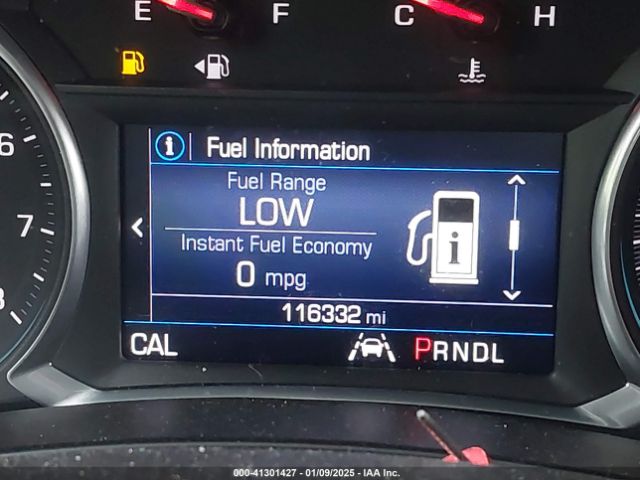 E F C H
Fuel Information
6
Fuel Range
LOW
7
Instant Fuel Economy
0 mpg
8
116332 mi
CAL PRNDL
000-41301427 - 01/09/2025 - IAA Inc.